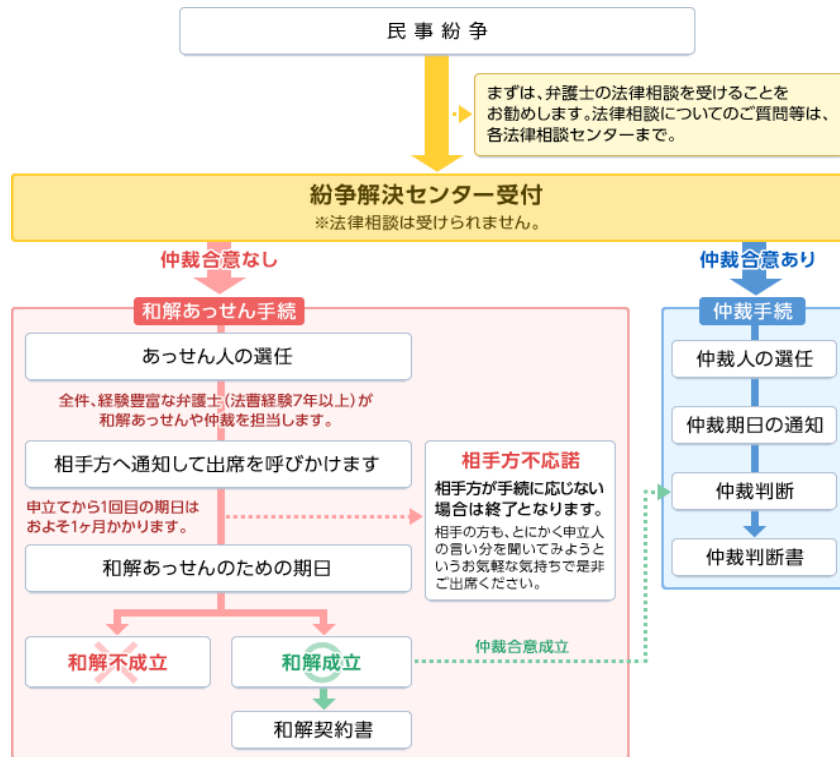 民事紛争
まずは、弁護士の法律相談を受けることを
お勧めします。法律相談についてのご質問等は、
各法律相談センターまで。
紛争解決センター受付
※法律相談は受けられません。
仲裁合意なし
仲裁合意あり
和解あっせん手続
あっせん人の選任
全件、経験豊富な弁護士(法曹経験7年以上)が
和解あっせんや仲裁を担当します。
相手方へ通知して出席を呼びかけます
申立てから1回目の期日は
およそ1ヶ月かかります。
相手方不応諾
相手方が手続に応じない
場合は終了となります。
相手の方も、とにかく申立人
の言い分を聞いてみようと
いうお気軽な気持ちで是非
ご出席ください。
和解あっせんのための期日
和解不成立
和解成立
仲裁合意成立
和解契約書
仲裁手続
仲裁人の選任
仲裁期日の通知
仲裁判断
仲裁判断書